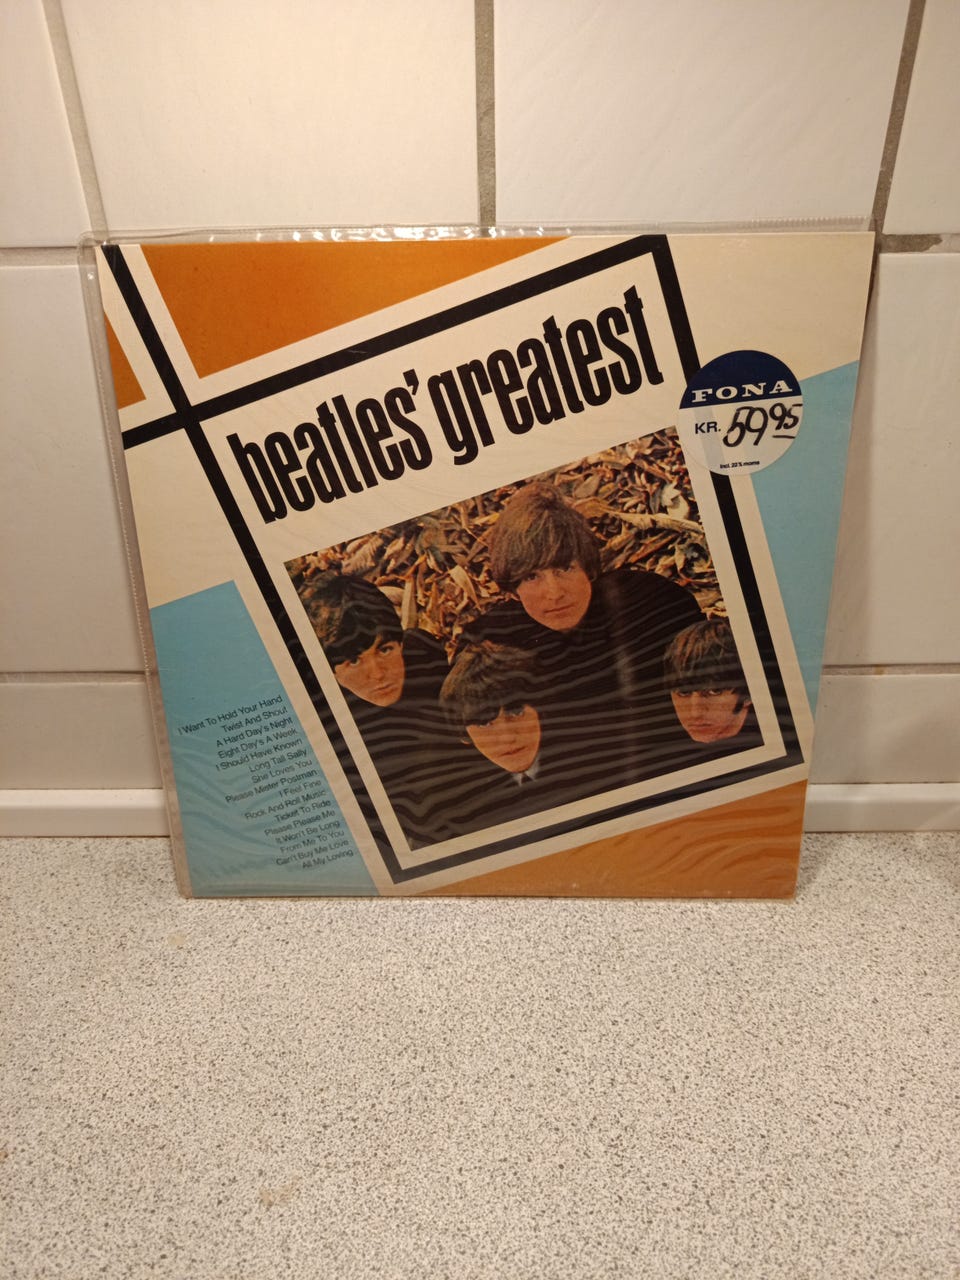 beatles' greatest
FONA
KR. 59.95
incl. 22 % moms
I Want To Hold Your Hand
Twist And Shout
A Hard Day's Night
Eight Day's A Week
I Should Have Known
Long Tall Sally
She Loves You
Please Mister Postman
I Feel Fine
Rock And Roll Music
Ticket To Ride
Please Please Me
It Won't Be Long
From Me To You
Can't Buy Me Love
All My Loving